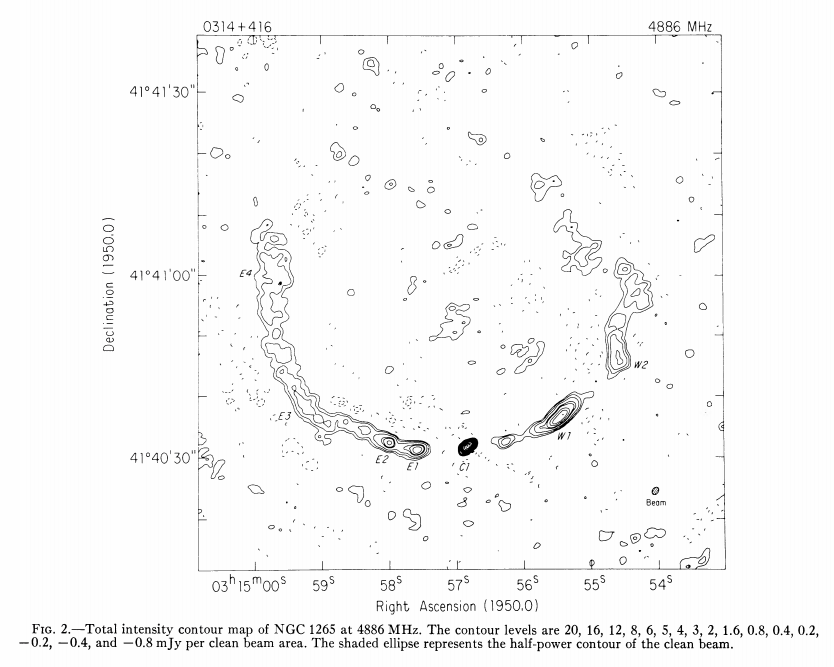 0314+416 4886 MHz
41°41'30"
Declination (1950.0)
E4
41°41'00"
W2
E3
W1
E2 E1 C1
41°40'30"
Beam
03ʰ15ᵐ00ˢ 59ˢ 58ˢ 57ˢ 56ˢ 55ˢ 54ˢ
Right Ascension (1950.0)
FIG. 2.—Total intensity contour map of NGC 1265 at 4886 MHz. The contour levels are 20, 16, 12, 8, 6, 5, 4, 3, 2, 1.6, 0.8, 0.4, 0.2,
−0.2, −0.4, and −0.8 mJy per clean beam area. The shaded ellipse represents the half-power contour of the clean beam.